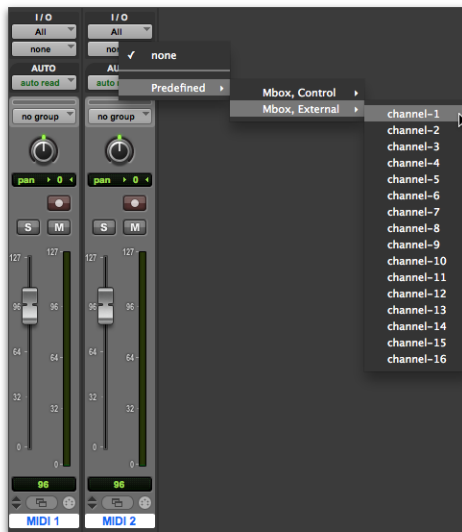 I / O
All
none
AUTO
auto read
no group
pan 0
S M
127
127
96
96
64
64
32
32
0
0
96
MIDI 1
I / O
All
AUTO
no group
pan 0
S M
127
127
96
96
64
64
32
32
0
0
96
MIDI 2
✓ none
Predefined
Mbox, Control
Mbox, External
channel-1
channel-2
channel-3
channel-4
channel-5
channel-6
channel-7
channel-8
channel-9
channel-10
channel-11
channel-12
channel-13
channel-14
channel-15
channel-16